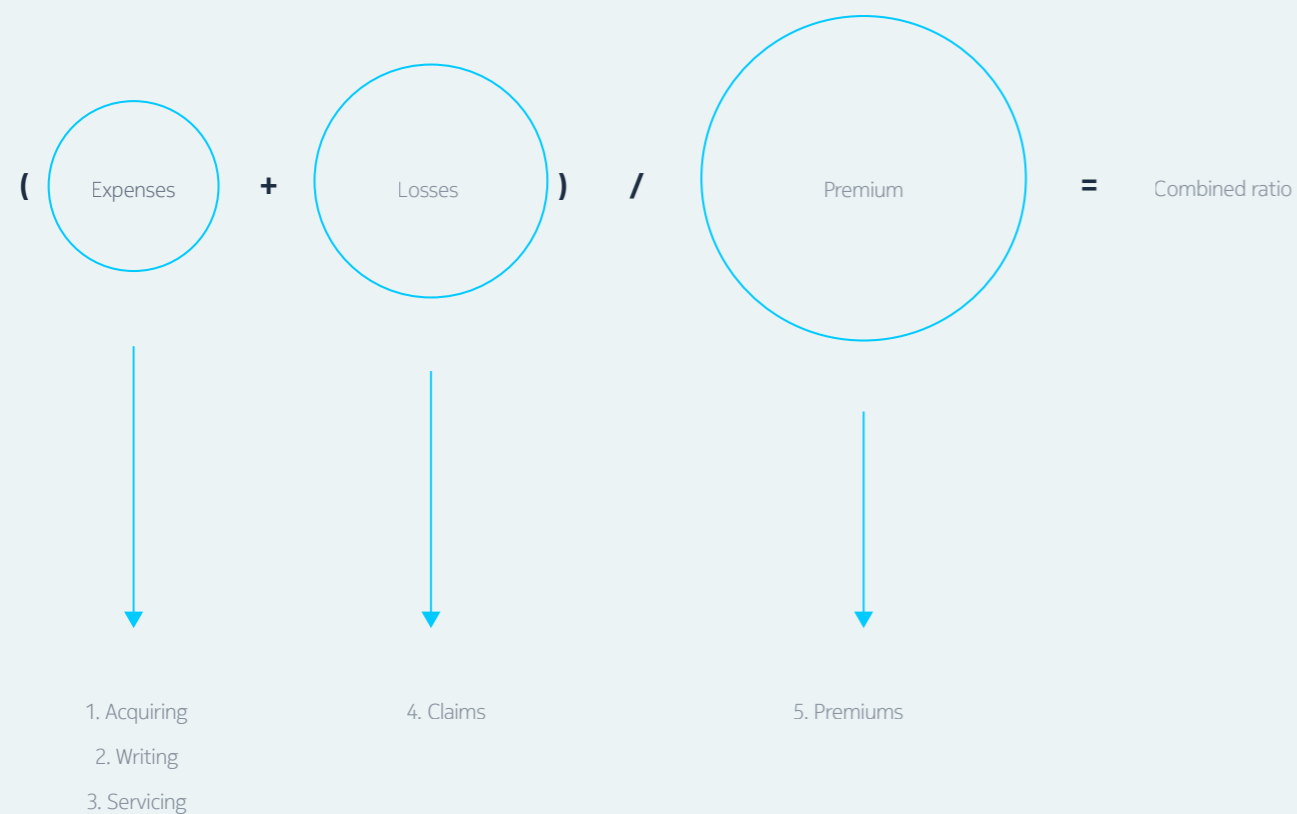 ( Expenses + Losses ) / Premium = Combined ratio
1. Acquiring 4. Claims 5. Premiums
2. Writing
3. Servicing